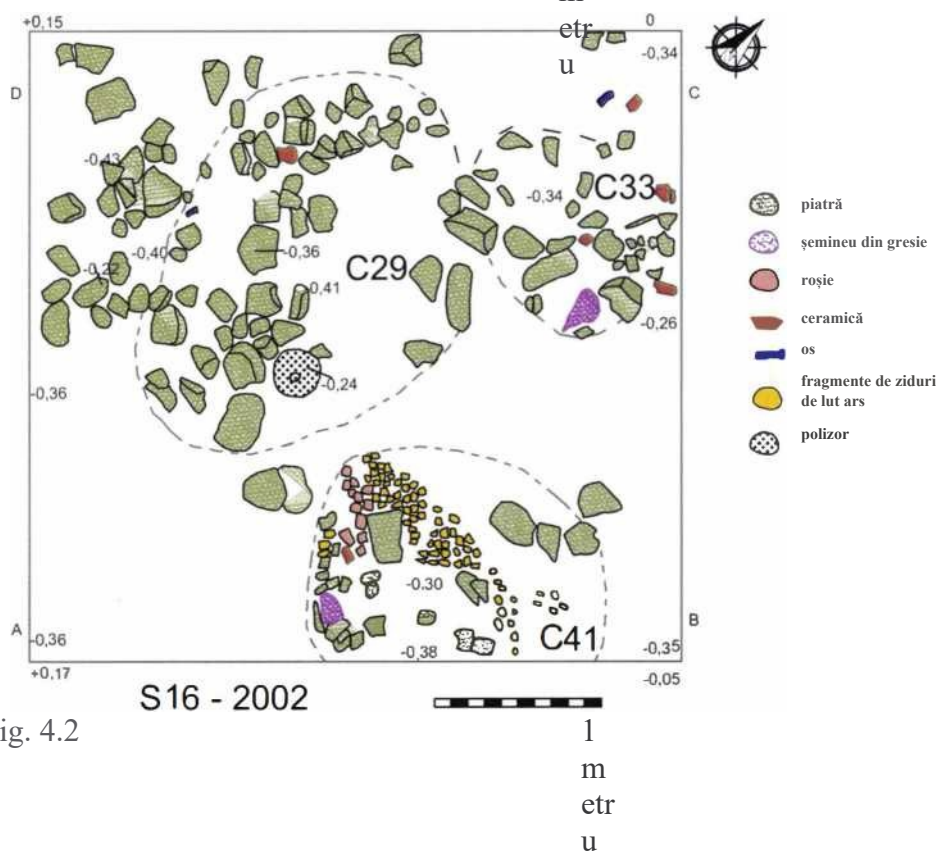 m
etr
u
+0,15
0
-0,34
D
C
-0,43
-0,34
C33
-0,40
-0,36
-0,22
C29
-0,41
-0,26
-0,24
-0,36
piatră
șemineu din gresie
roșie
ceramică
os
fragmente de ziduri
de lut ars
polizor
-0,30
A
-0,36
-0,38
C41
B
-0,35
+0,17
-0,05
S16 - 2002
ig. 4.2
1
m
etr
u